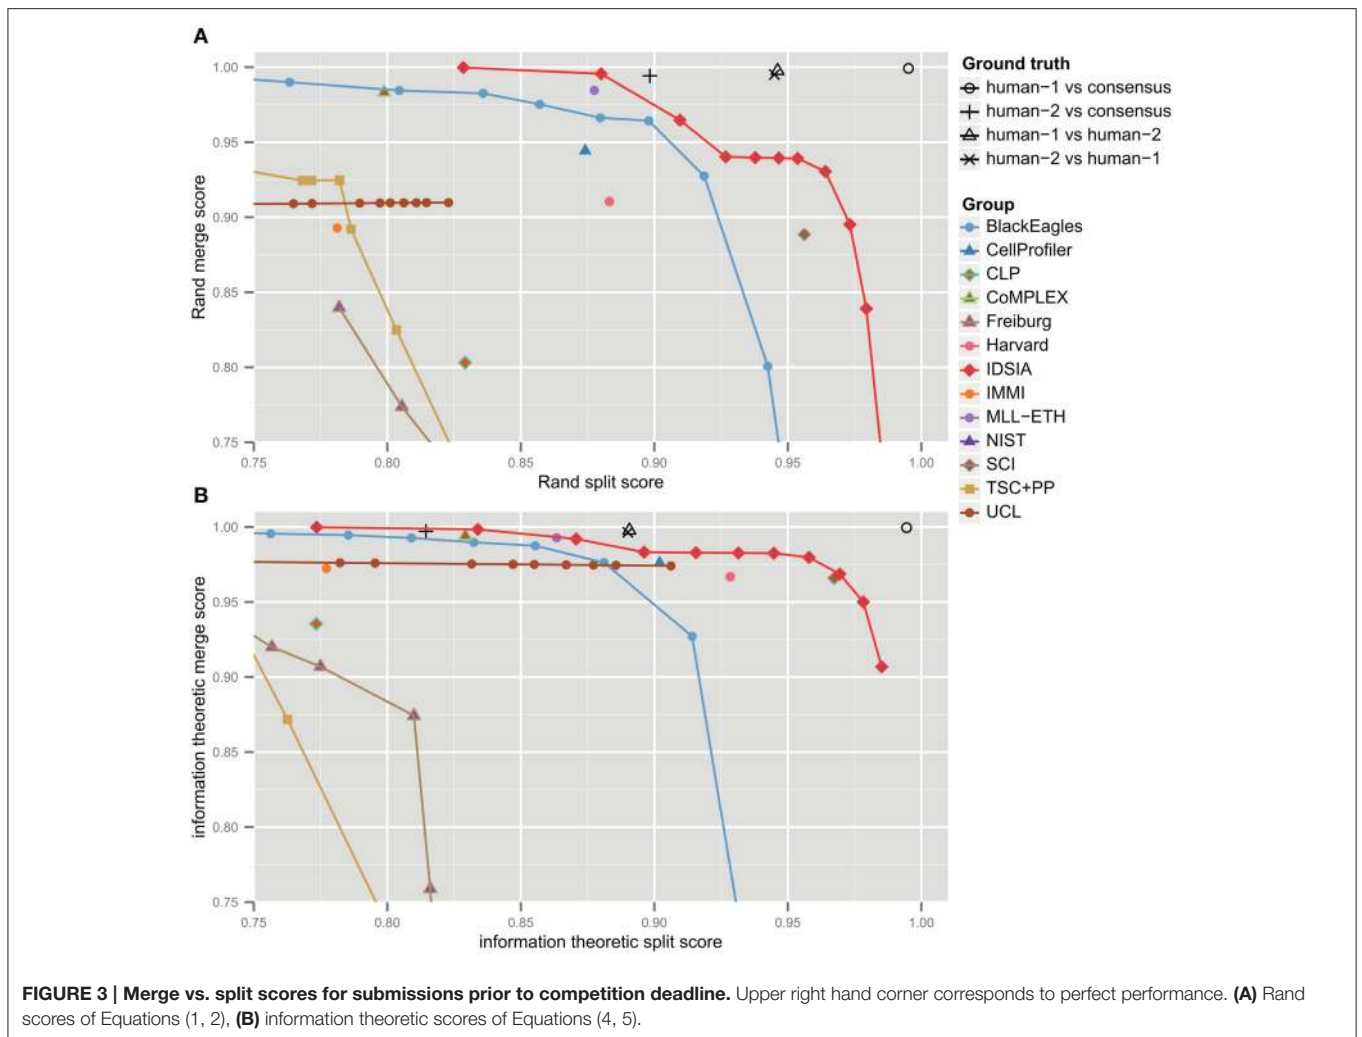 A
1.00
0.95
0.90
0.85
0.80
0.75
Rand merge score
0.75 0.80 0.85 0.90 0.95 1.00
Rand split score
Ground truth
human−1 vs consensus
human−2 vs consensus
human−1 vs human−2
human−2 vs human−1
Group
BlackEagles
CellProfiler
CLP
CoMPLEX
Freiburg
Harvard
IDSIA
IMMI
MLL−ETH
NIST
SCI
TSC+PP
UCL
B
1.00
0.95
0.90
0.85
0.80
0.75
information theoretic merge score
0.75 0.80 0.85 0.90 0.95 1.00
information theoretic split score
FIGURE 3 | Merge vs. split scores for submissions prior to competition deadline. Upper right hand corner corresponds to perfect performance. (A) Rand
scores of Equations (1, 2), (B) information theoretic scores of Equations (4, 5).